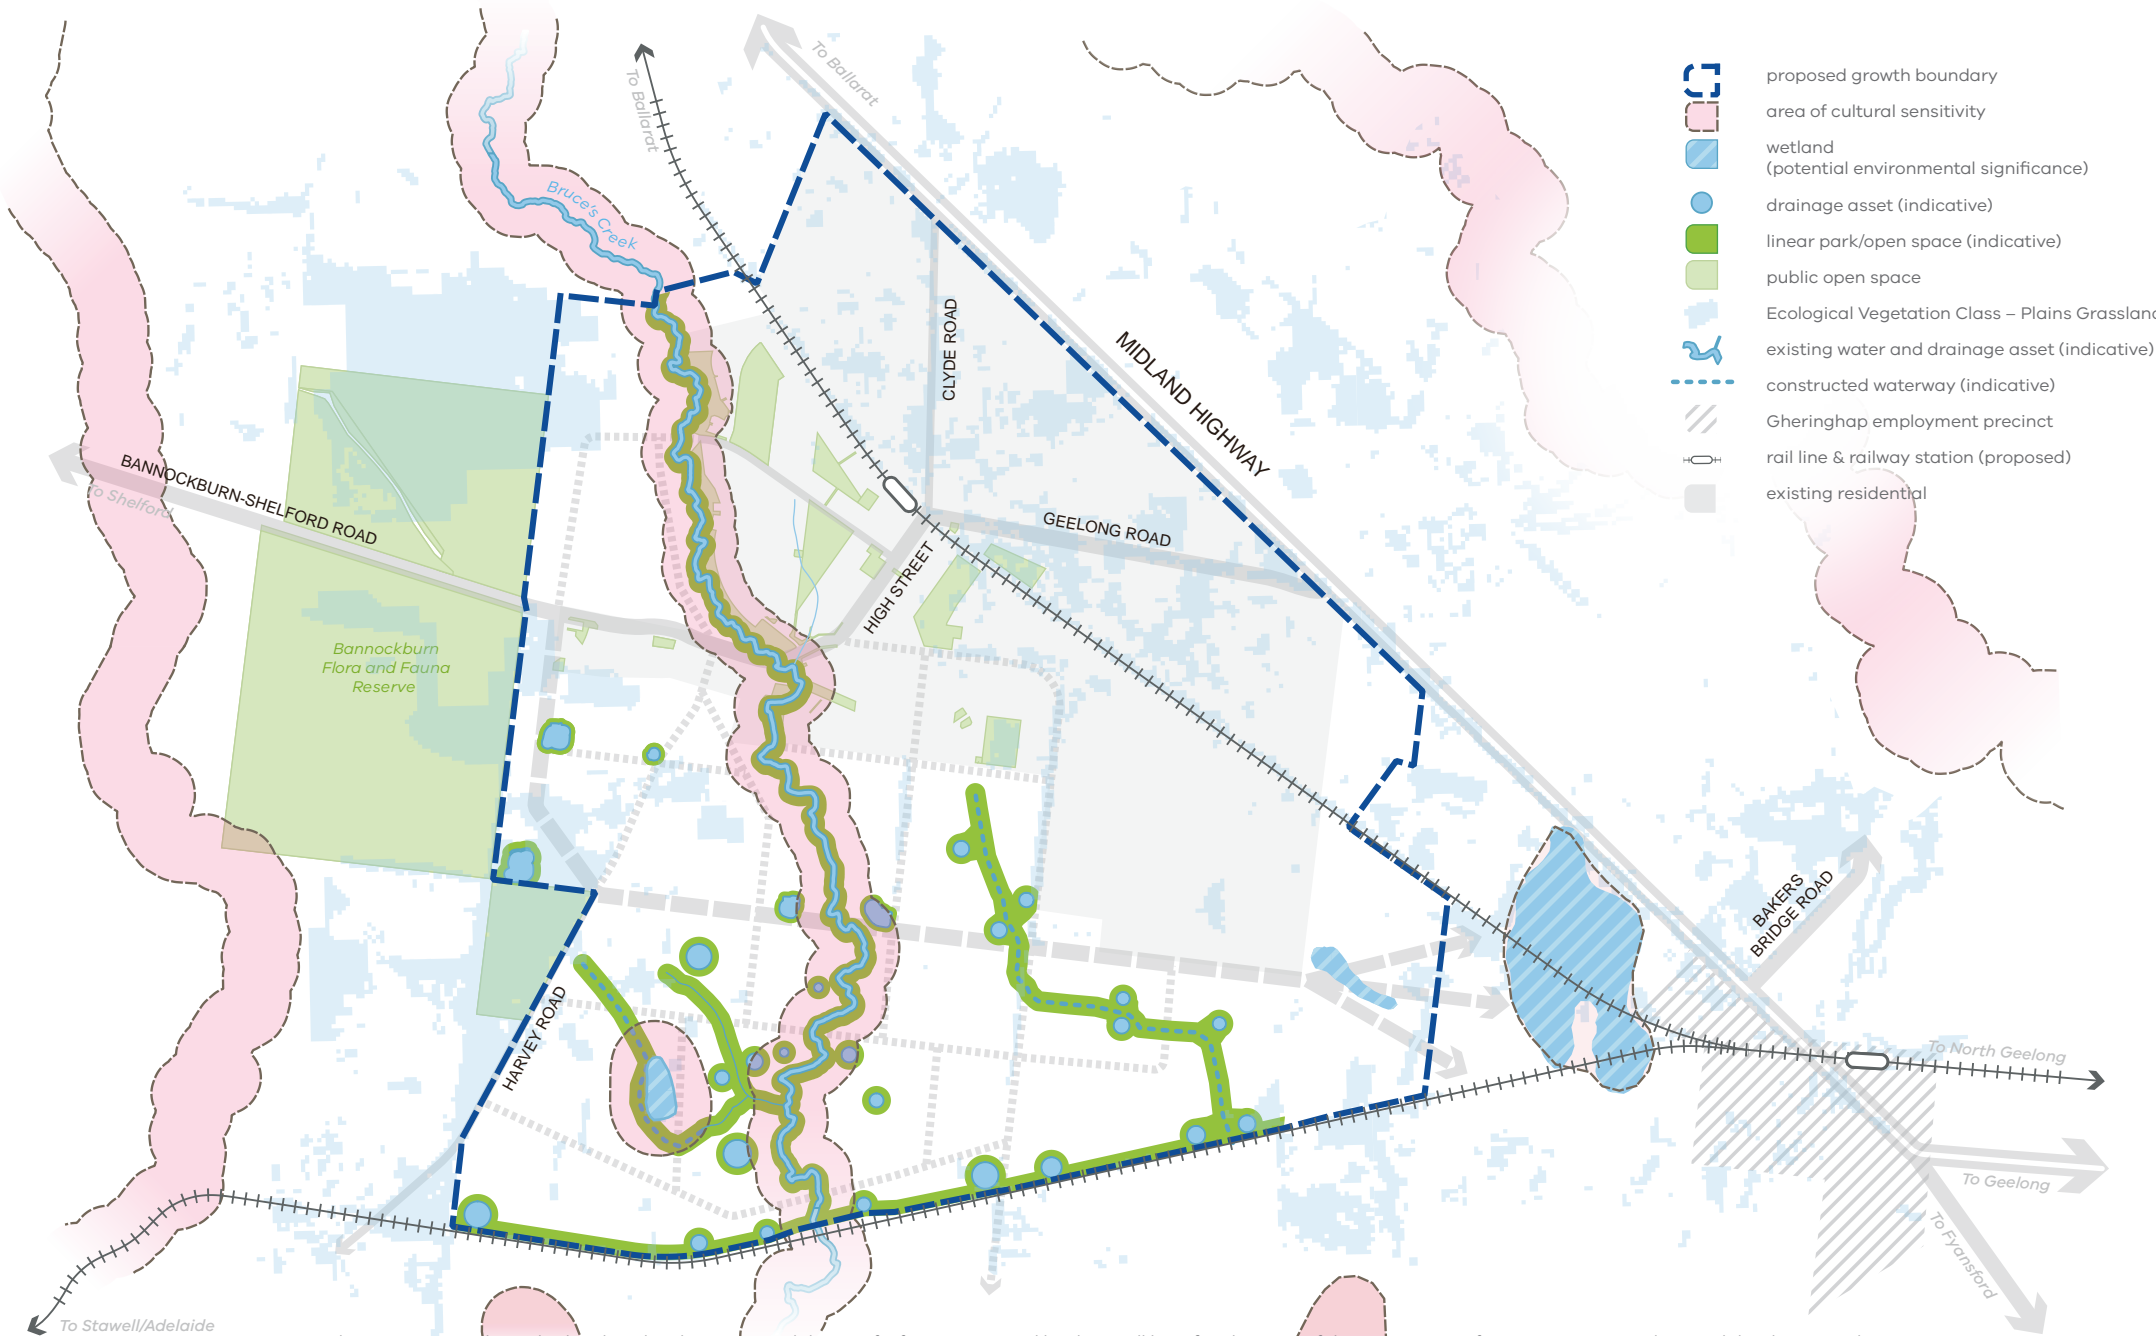 To Ballarat
To Ballarat
Bruce's Creek
CLYDE ROAD
MIDLAND HIGHWAY
GEELONG ROAD
HIGH STREET
BANNOCKBURN-SHELFORD ROAD
To Shelford
Bannockburn
Flora and Fauna
Reserve
HARVEY ROAD
BAKERS
BRIDGE ROAD
To North Geelong
To Geelong
To Fyansford
To Stawell/Adelaide
proposed growth boundary
area of cultural sensitivity
wetland
(potential environmental significance)
drainage asset (indicative)
linear park/open space (indicative)
public open space
Ecological Vegetation Class – Plains Grassland
existing water and drainage asset (indicative)
constructed waterway (indicative)
Gheringhap employment precinct
rail line & railway station (proposed)
existing residential